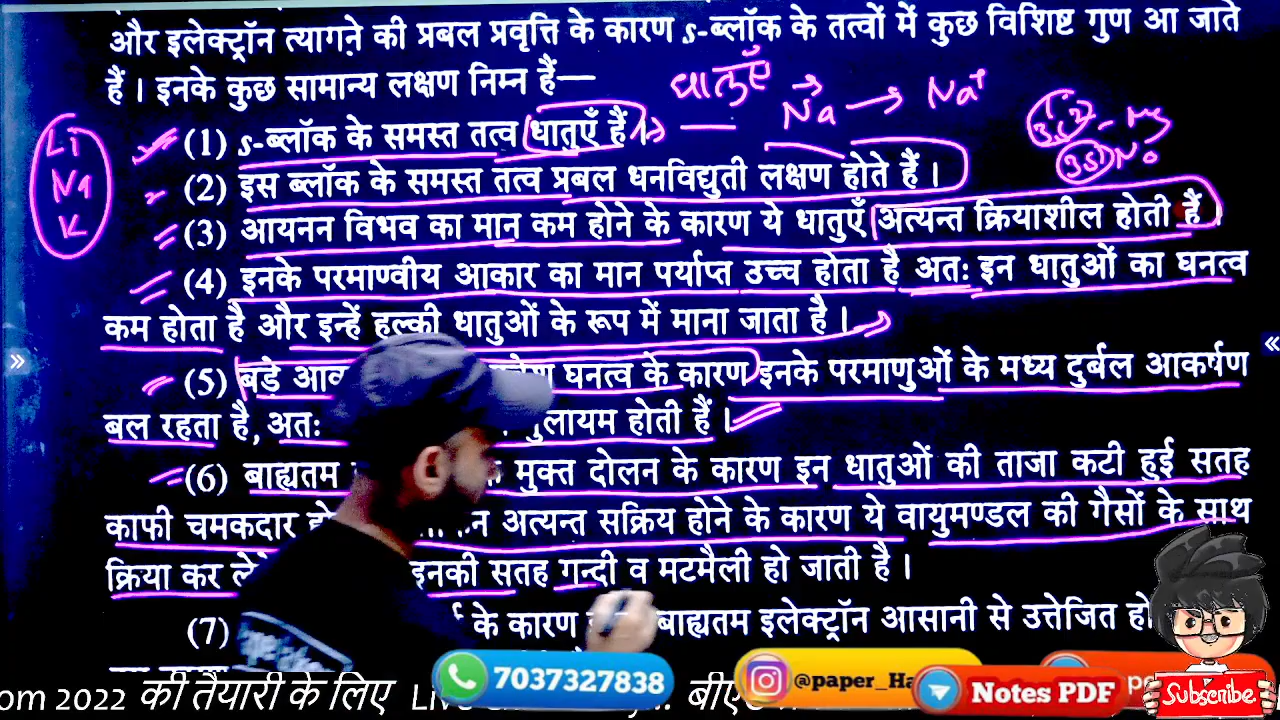 और इलेक्ट्रॉन त्यागने की प्रबल प्रवृत्ति के कारण s-ब्लॉक के तत्वों में कुछ विशिष्ट गुण आ जाते
हैं। इनके कुछ सामान्य लक्षण निम्न हैं—
धातुएँ
Na → Na⁺
Li
Na
K
(1) s-ब्लॉक के समस्त तत्व धातुएँ हैं।
(2) इस ब्लॉक के समस्त तत्व प्रबल धनविद्युती लक्षण होते हैं।
(3) आयनन विभव का मान कम होने के कारण ये धातुएँ अत्यन्त क्रियाशील होती हैं।
(4) इनके परमाण्वीय आकार का मान पर्याप्त उच्च होता है अतः इन धातुओं का घनत्व
कम होता है और इन्हें हल्की धातुओं के रूप में माना जाता है।
(5) बड़े घनत्व के कारण इनके परमाणुओं के मध्य दुर्बल आकर्षण
बल रहता है, अतः मुलायम होती हैं।
(6) बाह्यतम मुक्त दोलन के कारण इन धातुओं की ताजा कटी हुई सतह
काफी चमकदार अत्यन्त सक्रिय होने के कारण ये वायुमण्डल की गैसों के साथ
क्रिया कर इनकी सतह गन्दी व मटमैली हो जाती है।
(7) के कारण बाह्यतम इलेक्ट्रॉन आसानी से उत्तेजित
om 2022 की तैयारी के लिए
7037327838
@paper_Ha
Notes PDF
Subscribe